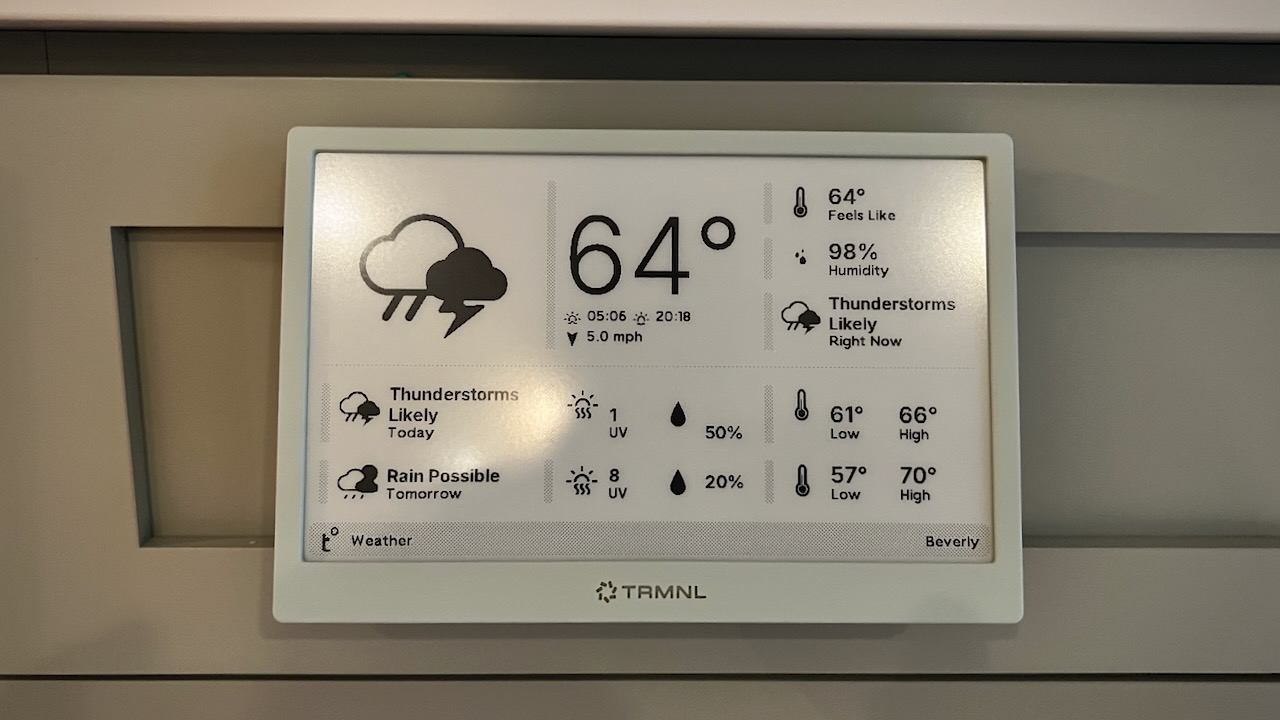 64°
05:06 20:18
5.0 mph
64°
Feels Like
98%
Humidity
Thunderstorms
Likely
Right Now
Thunderstorms
Likely
Today
1
UV
50%
61° 66°
Low High
Rain Possible
Tomorrow
8
UV
20%
57° 70°
Low High
Weather
Beverly
TRMNL